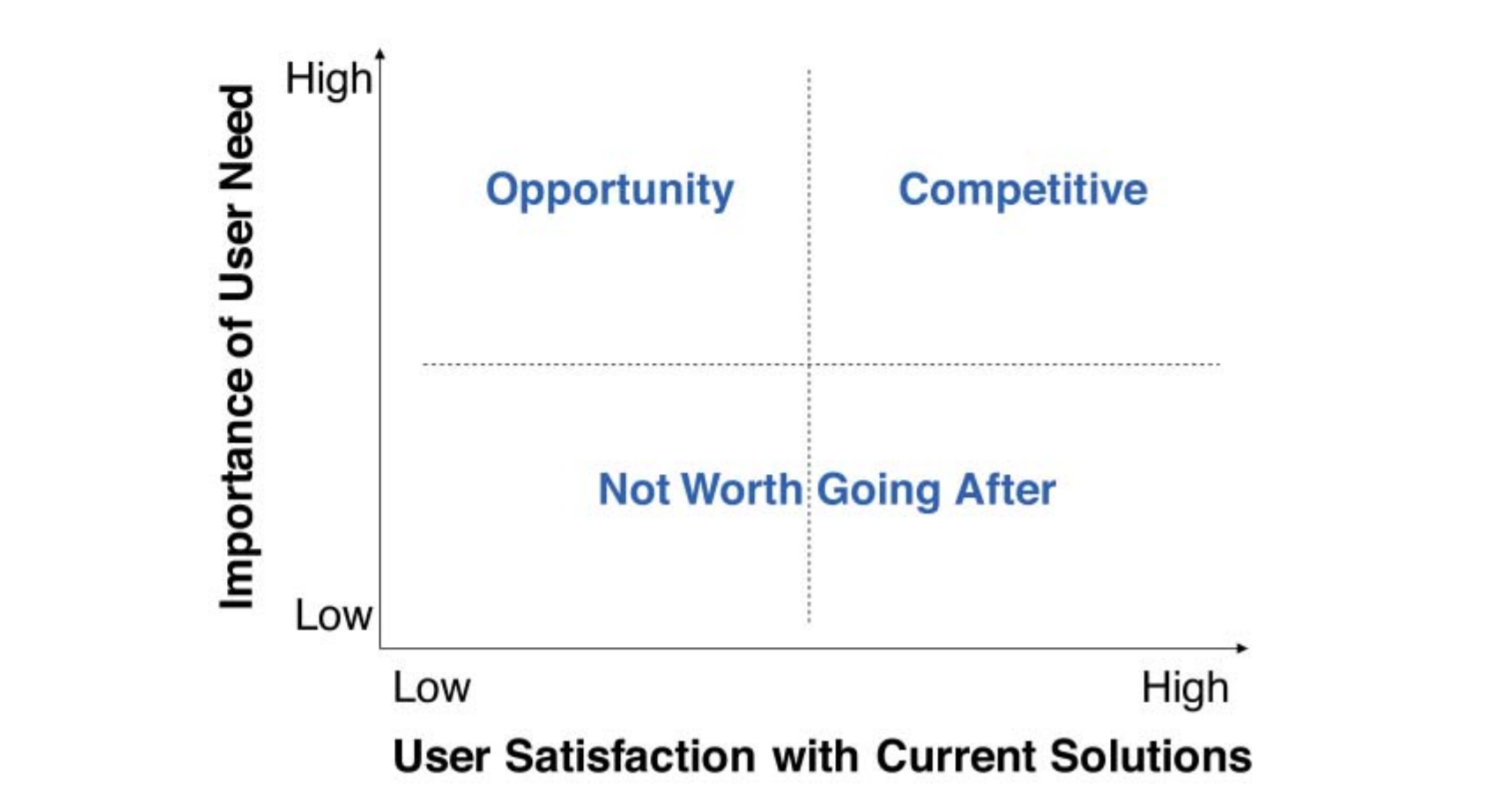 Importance of User Need
High
Opportunity
Competitive
Not Worth Going After
Low
Low
High
User Satisfaction with Current Solutions